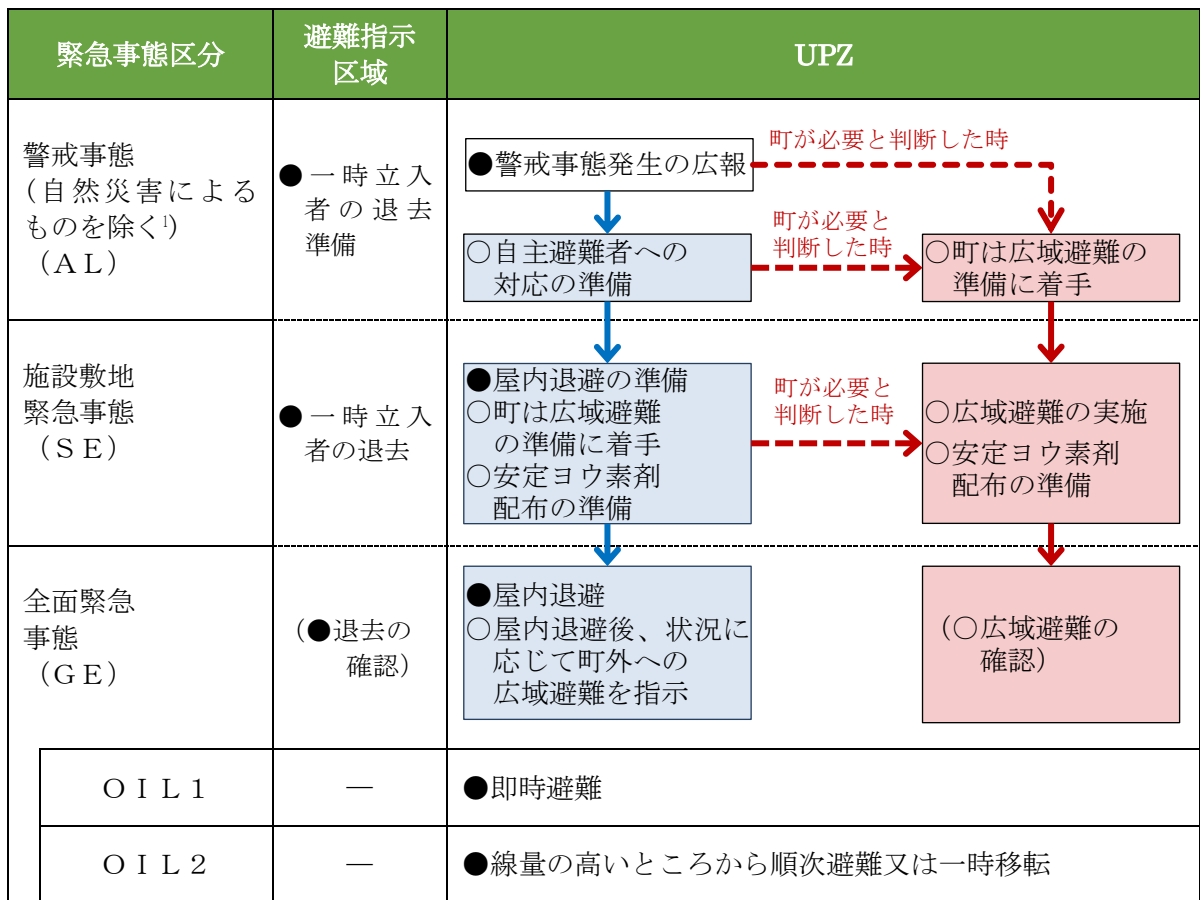 緊急事態区分
避難指示
区域
UPZ
警戒事態
(自然災害による
ものを除く¹)
(AL)
●一時立入
者の退去
準備
●警戒事態発生の広報
町が必要と判断した時
○自主避難者への
対応の準備
町が必要と
判断した時
○町は広域避難の
準備に着手
施設敷地
緊急事態
(SE)
●一時立入
者の退去
●屋内退避の準備
○町は広域避難
の準備に着手
○安定ヨウ素剤
配布の準備
町が必要と
判断した時
○広域避難の実施
○安定ヨウ素剤
配布の準備
全面緊急
事態
(GE)
(●退去の
確認)
●屋内退避
○屋内退避後、状況に
応じて町外への
広域避難を指示
(○広域避難の
確認)
OIL1
―
●即時避難
OIL2
―
●線量の高いところから順次避難又は一時移転